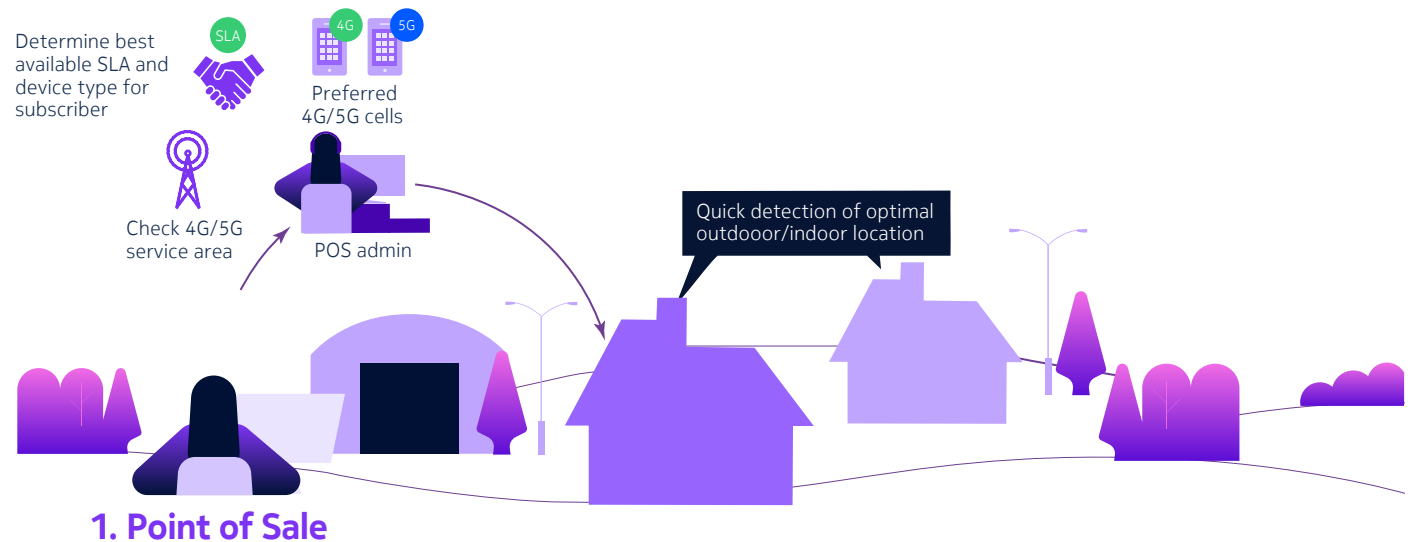 SLA
4G
5G
Determine best
available SLA and
device type for
subscriber
Preferred
4G/5G cells
Check 4G/5G
service area
POS admin
Quick detection of optimal
outdooor/indoor location
1. Point of Sale